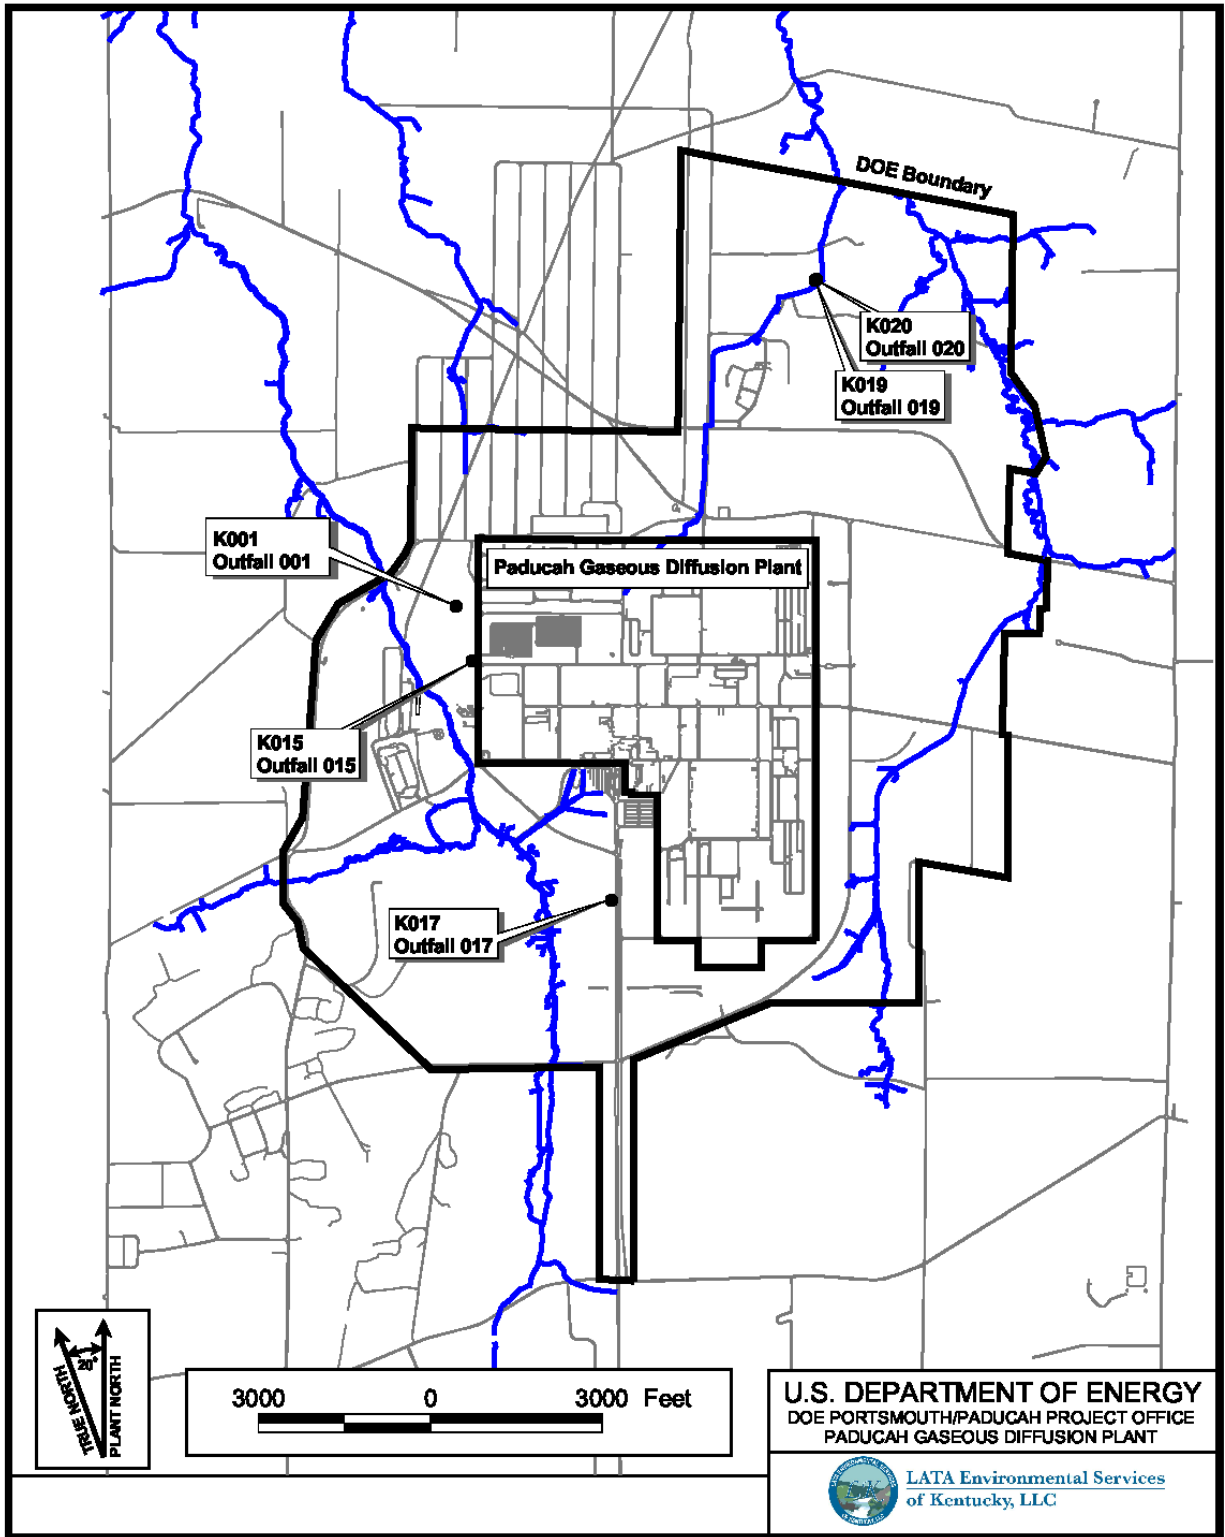 DOE Boundary
K020
Outfall 020
K019
Outfall 019
K001
Outfall 001
Paducah Gaseous Diffusion Plant
K015
Outfall 015
K017
Outfall 017
20°
TRUE NORTH
PLANT NORTH
3000 0 3000 Feet
U.S. DEPARTMENT OF ENERGY
DOE PORTSMOUTH/PADUCAH PROJECT OFFICE
PADUCAH GASEOUS DIFFUSION PLANT
LATA Environmental Services
of Kentucky, LLC